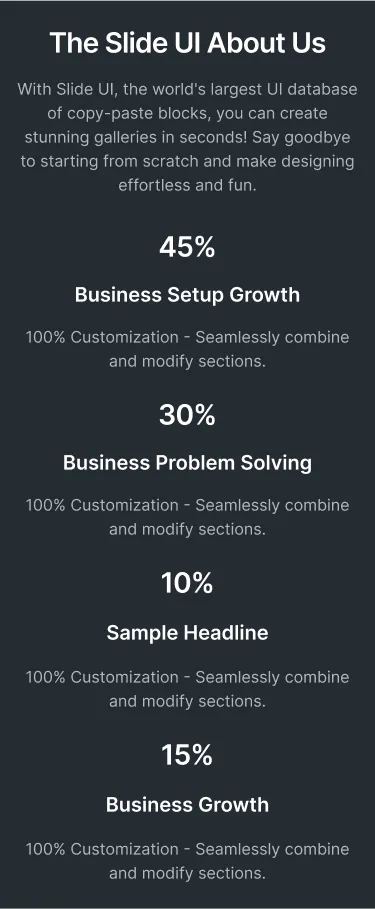 The Slide UI About Us
With Slide UI, the world's largest UI database
of copy-paste blocks, you can create
stunning galleries in seconds! Say goodbye
to starting from scratch and make designing
effortless and fun.
45%
Business Setup Growth
100% Customization - Seamlessly combine
and modify sections.
30%
Business Problem Solving
100% Customization - Seamlessly combine
and modify sections.
10%
Sample Headline
100% Customization - Seamlessly combine
and modify sections.
15%
Business Growth
100% Customization - Seamlessly combine
and modify sections.